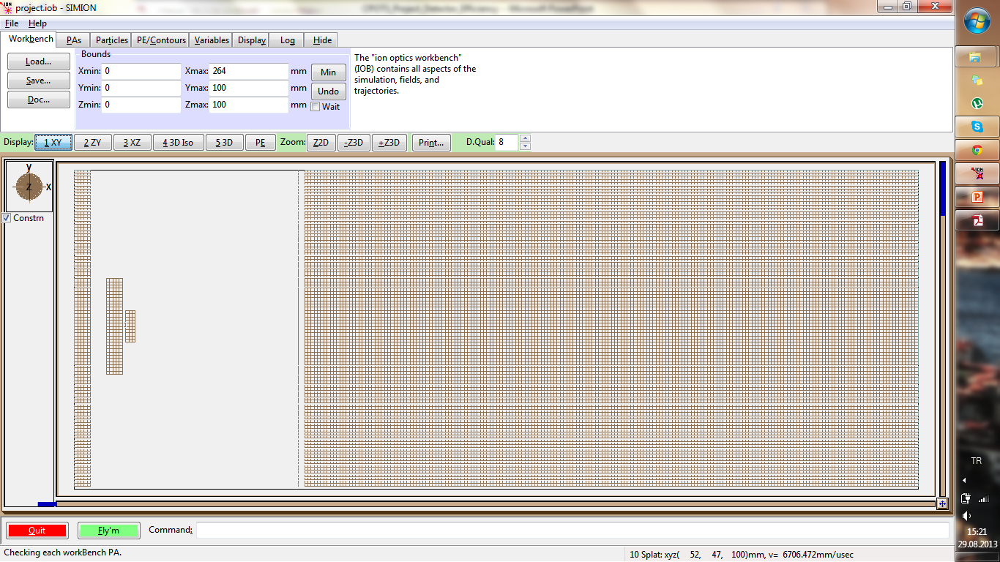 project.iob - SIMION
CPOTS_Project_Detector_Efficiency - Microsoft PowerPoint
File Help
Workbench PAs Particles PE/Contours Variables Display Log Hide
Load...
Save...
Doc...
Bounds
Xmin: 0 Xmax: 264 mm Min
Ymin: 0 Ymax: 100 mm Undo
Zmin: 0 Zmax: 100 mm Wait
The "ion optics workbench"
(IOB) contains all aspects of the
simulation, fields, and
trajectories.
Display: 1 XY 2 ZY 3 XZ 4 3D Iso 5 3D PE Zoom: Z2D -Z3D +Z3D Print... D.Qual: 8
y
Z X
Constrn
Quit Fly'm Command:
Checking each workBench PA.
10 Splat: xyz( 52, 47, 100)mm, v= 6706.472mm/usec
ION
TR
15:21
29.08.2013